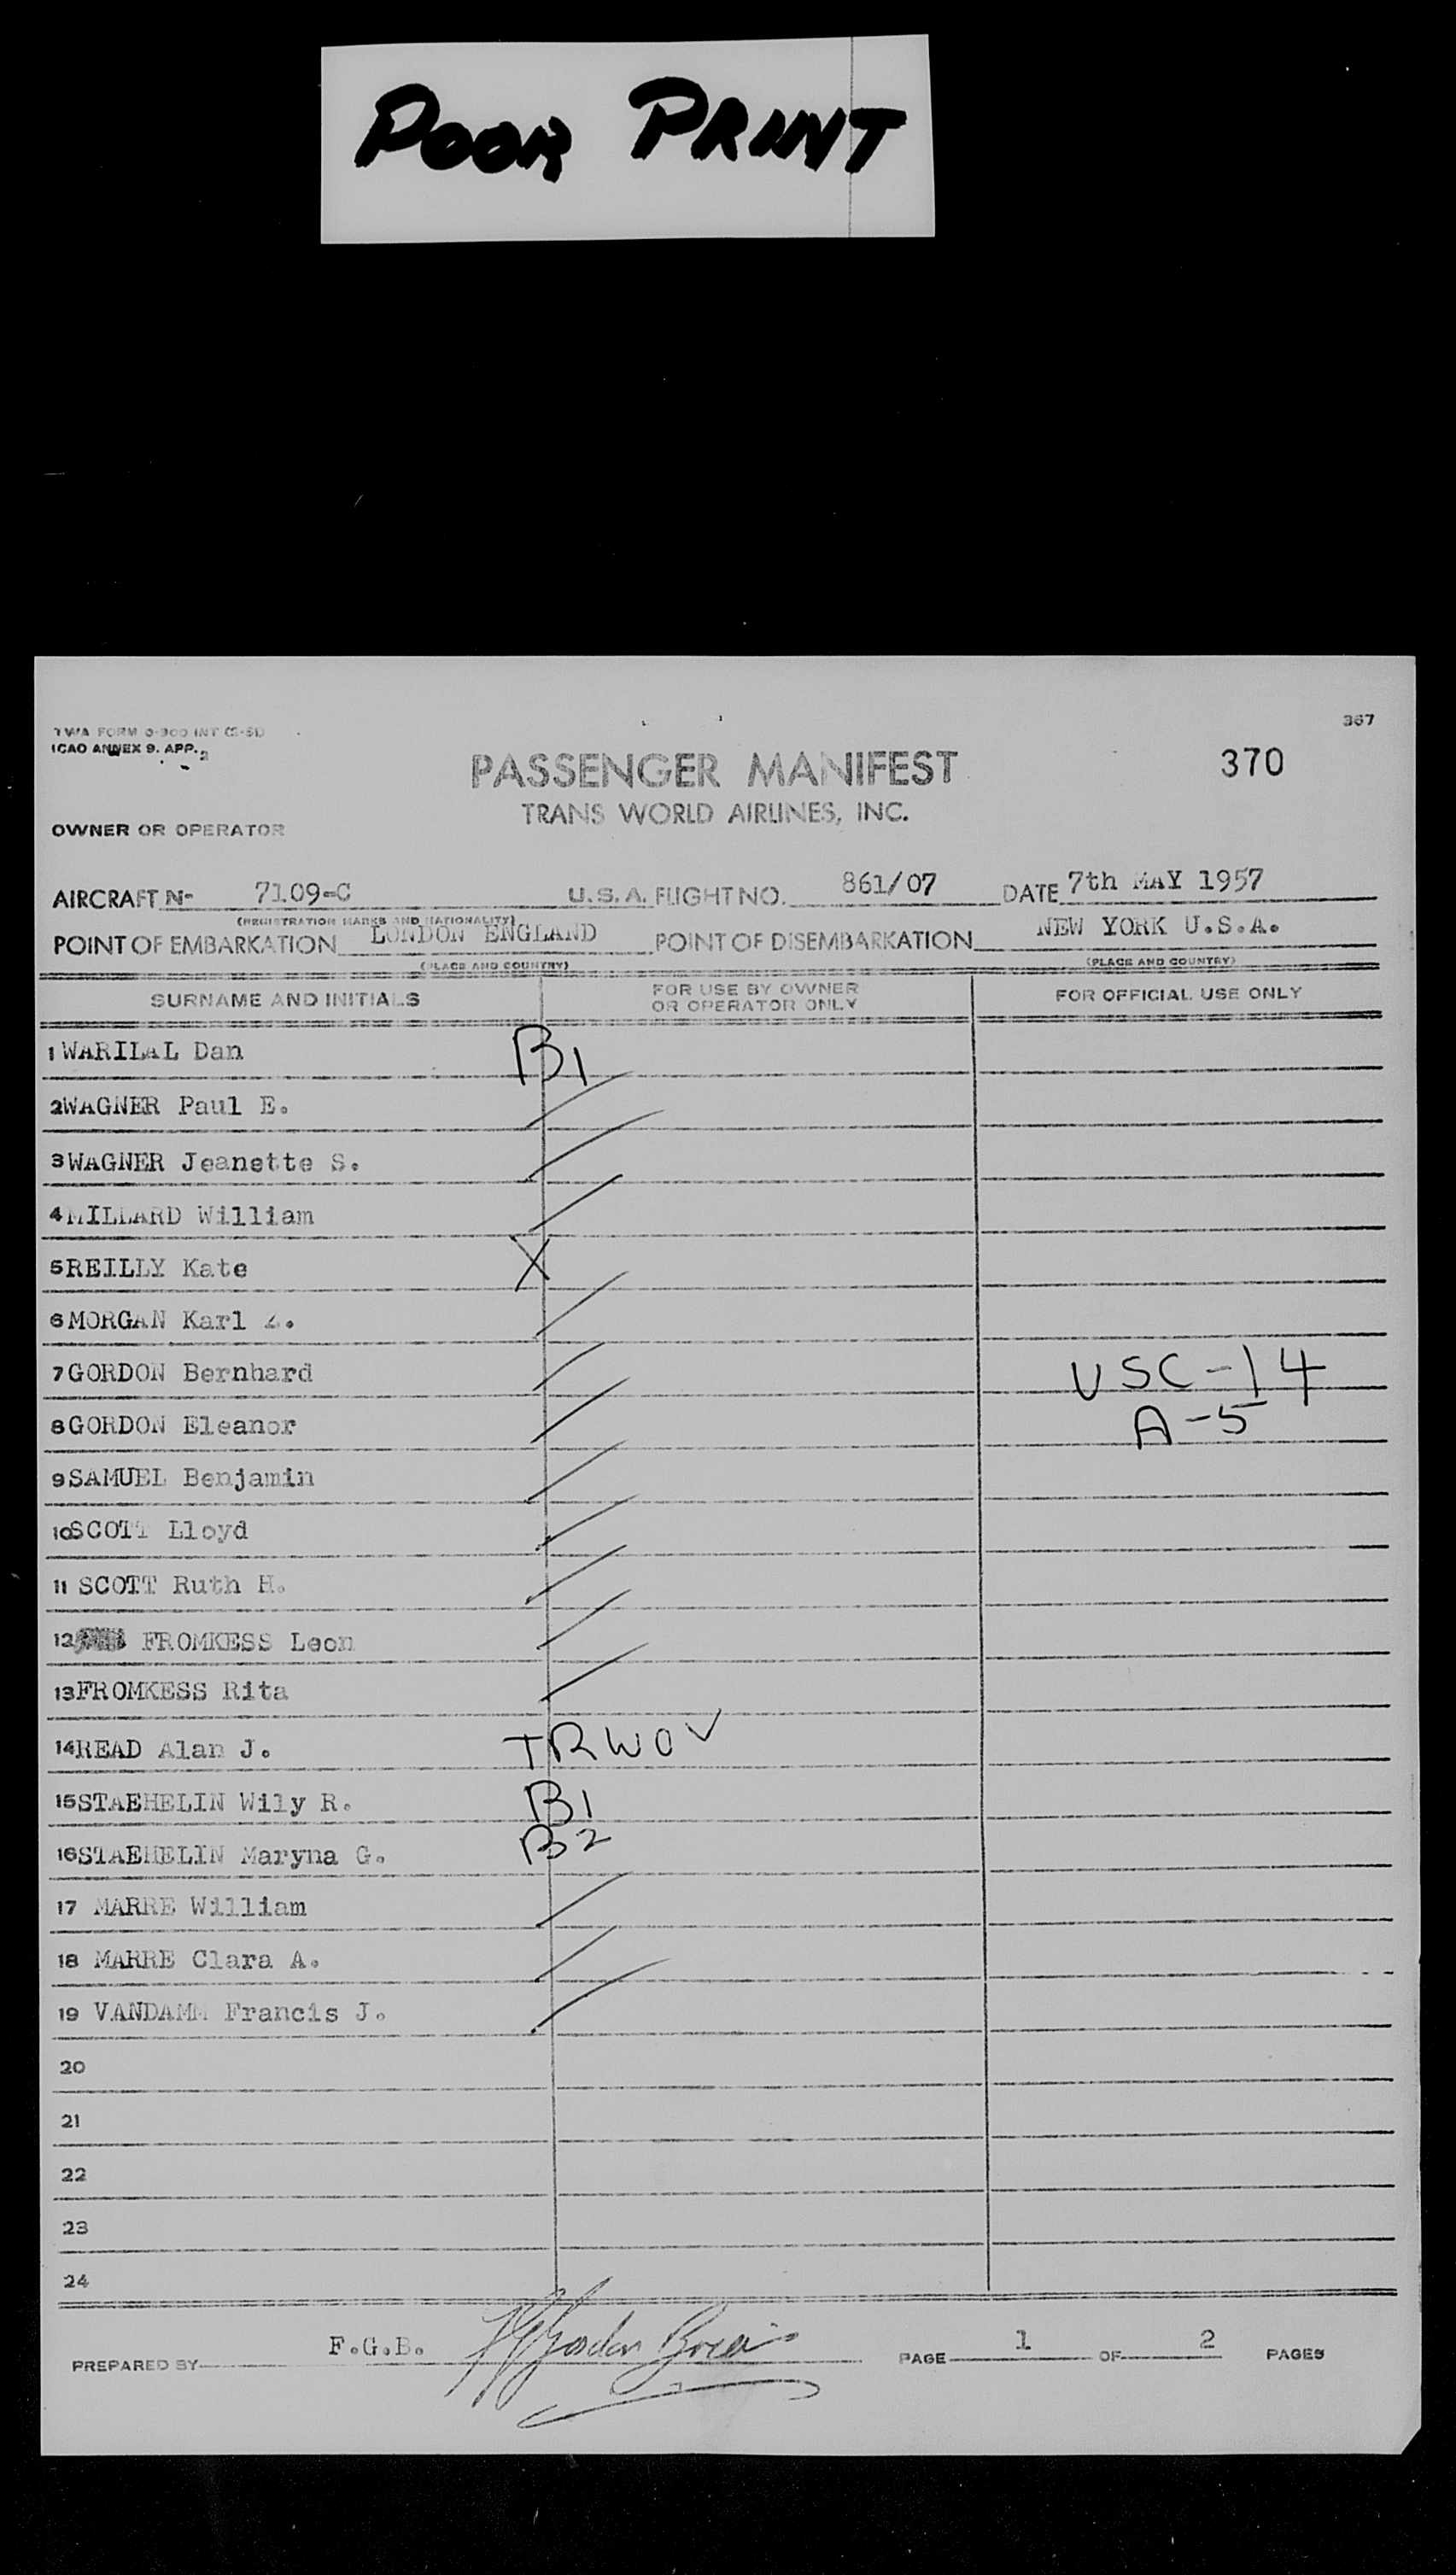 POOR PRINT
367
TWA FORM
ICAO ANNEX 9. APP. 2
PASSENGER MANIFEST
370
TRANS WORLD AIRLINES, INC.
OWNER OR OPERATOR
AIRCRAFT N- 7109-C U.S.A. FLIGHT NO. 861/07 DATE 7th MAY 1957
(REGISTRATION MARKS AND NATIONALITY)
POINT OF EMBARKATION LONDON ENGLAND POINT OF DISEMBARKATION NEW YORK U.S.A.
(PLACE AND COUNTRY) (PLACE AND COUNTRY)
SURNAME AND INITIALS FOR USE BY OWNER OR OPERATOR ONLY FOR OFFICIAL USE ONLY
1 WARILAL Dan B1
2 WAGNER Paul E.
3 WAGNER Jeanette S.
4 MILLARD William
5 REILLY Kate X
6 MORGAN Karl Z.
7 GORDON Bernhard USC-14
8 GORDON Eleanor A-5
9 SAMUEL Benjamin
10 SCOTT Lloyd
11 SCOTT Ruth H.
12 FROMKESS Leon
13 FROMKESS Rita
14 READ Alan J. TRWOV
15 STAEHELIN Wily R. B1
16 STAEHELIN Maryna G. B2
17 MARRE William
18 MARRE Clara A.
19 VANDAMM Francis J.
20
21
22
23
24
PREPARED BY F.G.B. PAGE 1 OF 2 PAGES